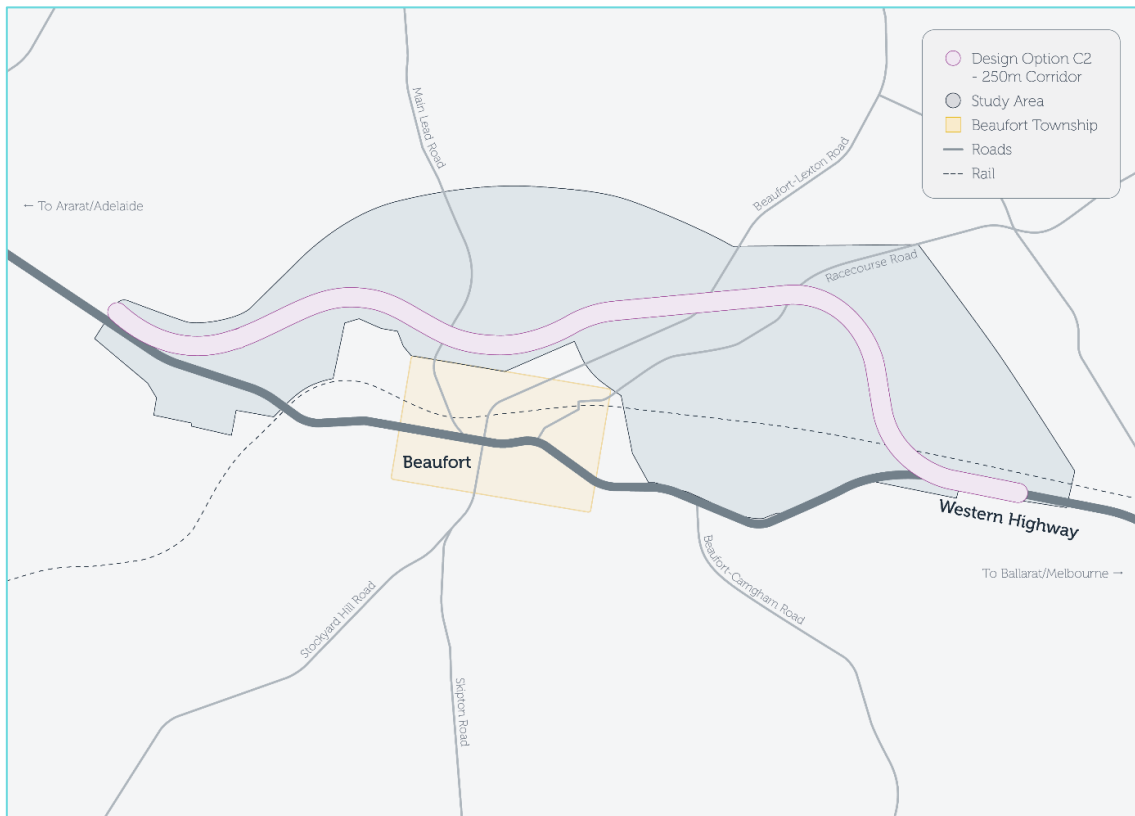 Design Option C2
- 250m Corridor
Study Area
Beaufort Township
Roads
Rail
Main Lead Road
Beaufort-Lexton Road
← To Ararat/Adelaide
Racecourse Road
Beaufort
Western Highway
To Ballarat/Melbourne →
Beaufort-Carngham Road
Stockyard Hill Road
Skipton Road